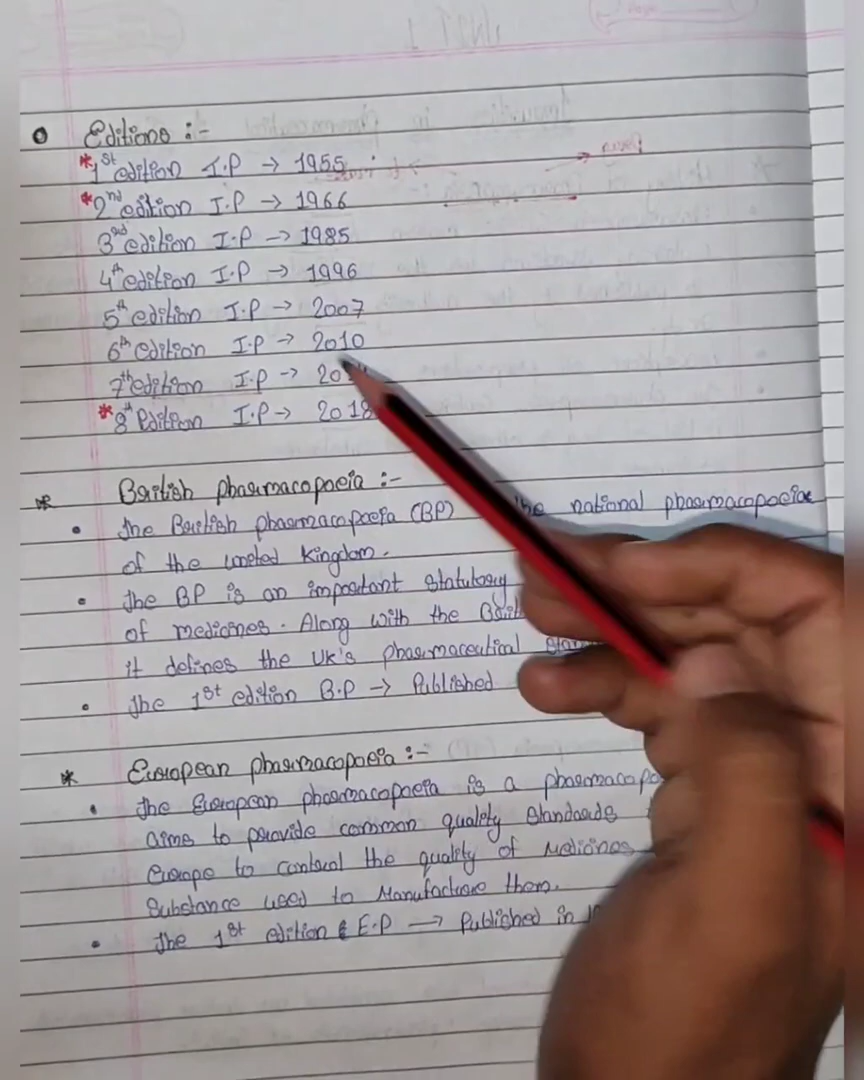 Editions :-
*1st edition I.P → 1955
*2nd edition I.P → 1966
3rd edition I.P → 1985
4th edition I.P → 1996
5th edition I.P → 2007
6th edition I.P → 2010
7th edition I.P →
*8th Edition I.P → 2018
* British pharmacopoeia :-
• The British pharmacopoeia (BP) the national pharmacopoeia
of the united Kingdom.
• The BP is an important statutory
of medicines. Along with the
it defines the UK's pharmaceutical
• The 1st edition B.P → Published
* European pharmacopoeia :-
• The European pharmacopoeia is a
aims to provide common quality standards
Europe to control the quality of Medicines
Substance used to Manufacture them.
• The 1st edition E.P → Published in